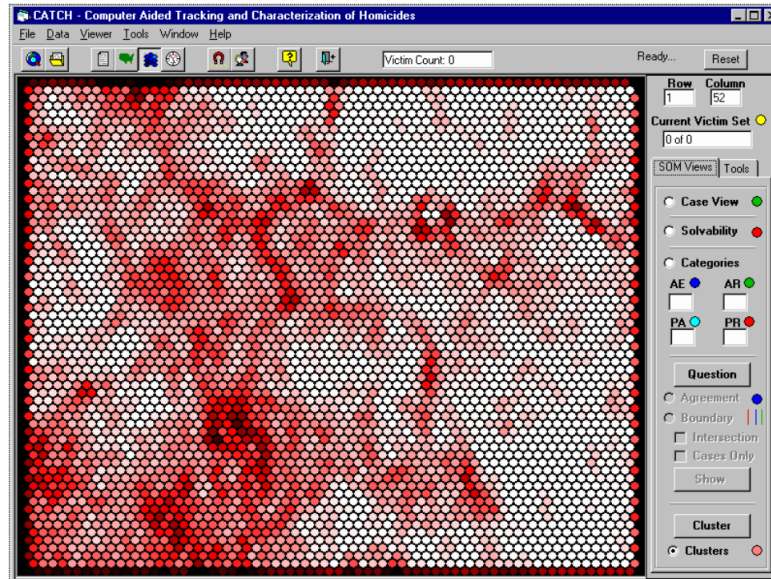 CATCH - Computer Aided Tracking and Characterization of Homicides
File Data Viewer Tools Window Help
Victim Count: 0
Ready...
Reset
Row Column
1 52
Current Victim Set
0 of 0
SOM Views Tools
Case View
Solvability
Categories
AE AR
PA PR
Question
Agreement
Boundary
Intersection
Cases Only
Show
Cluster
Clusters